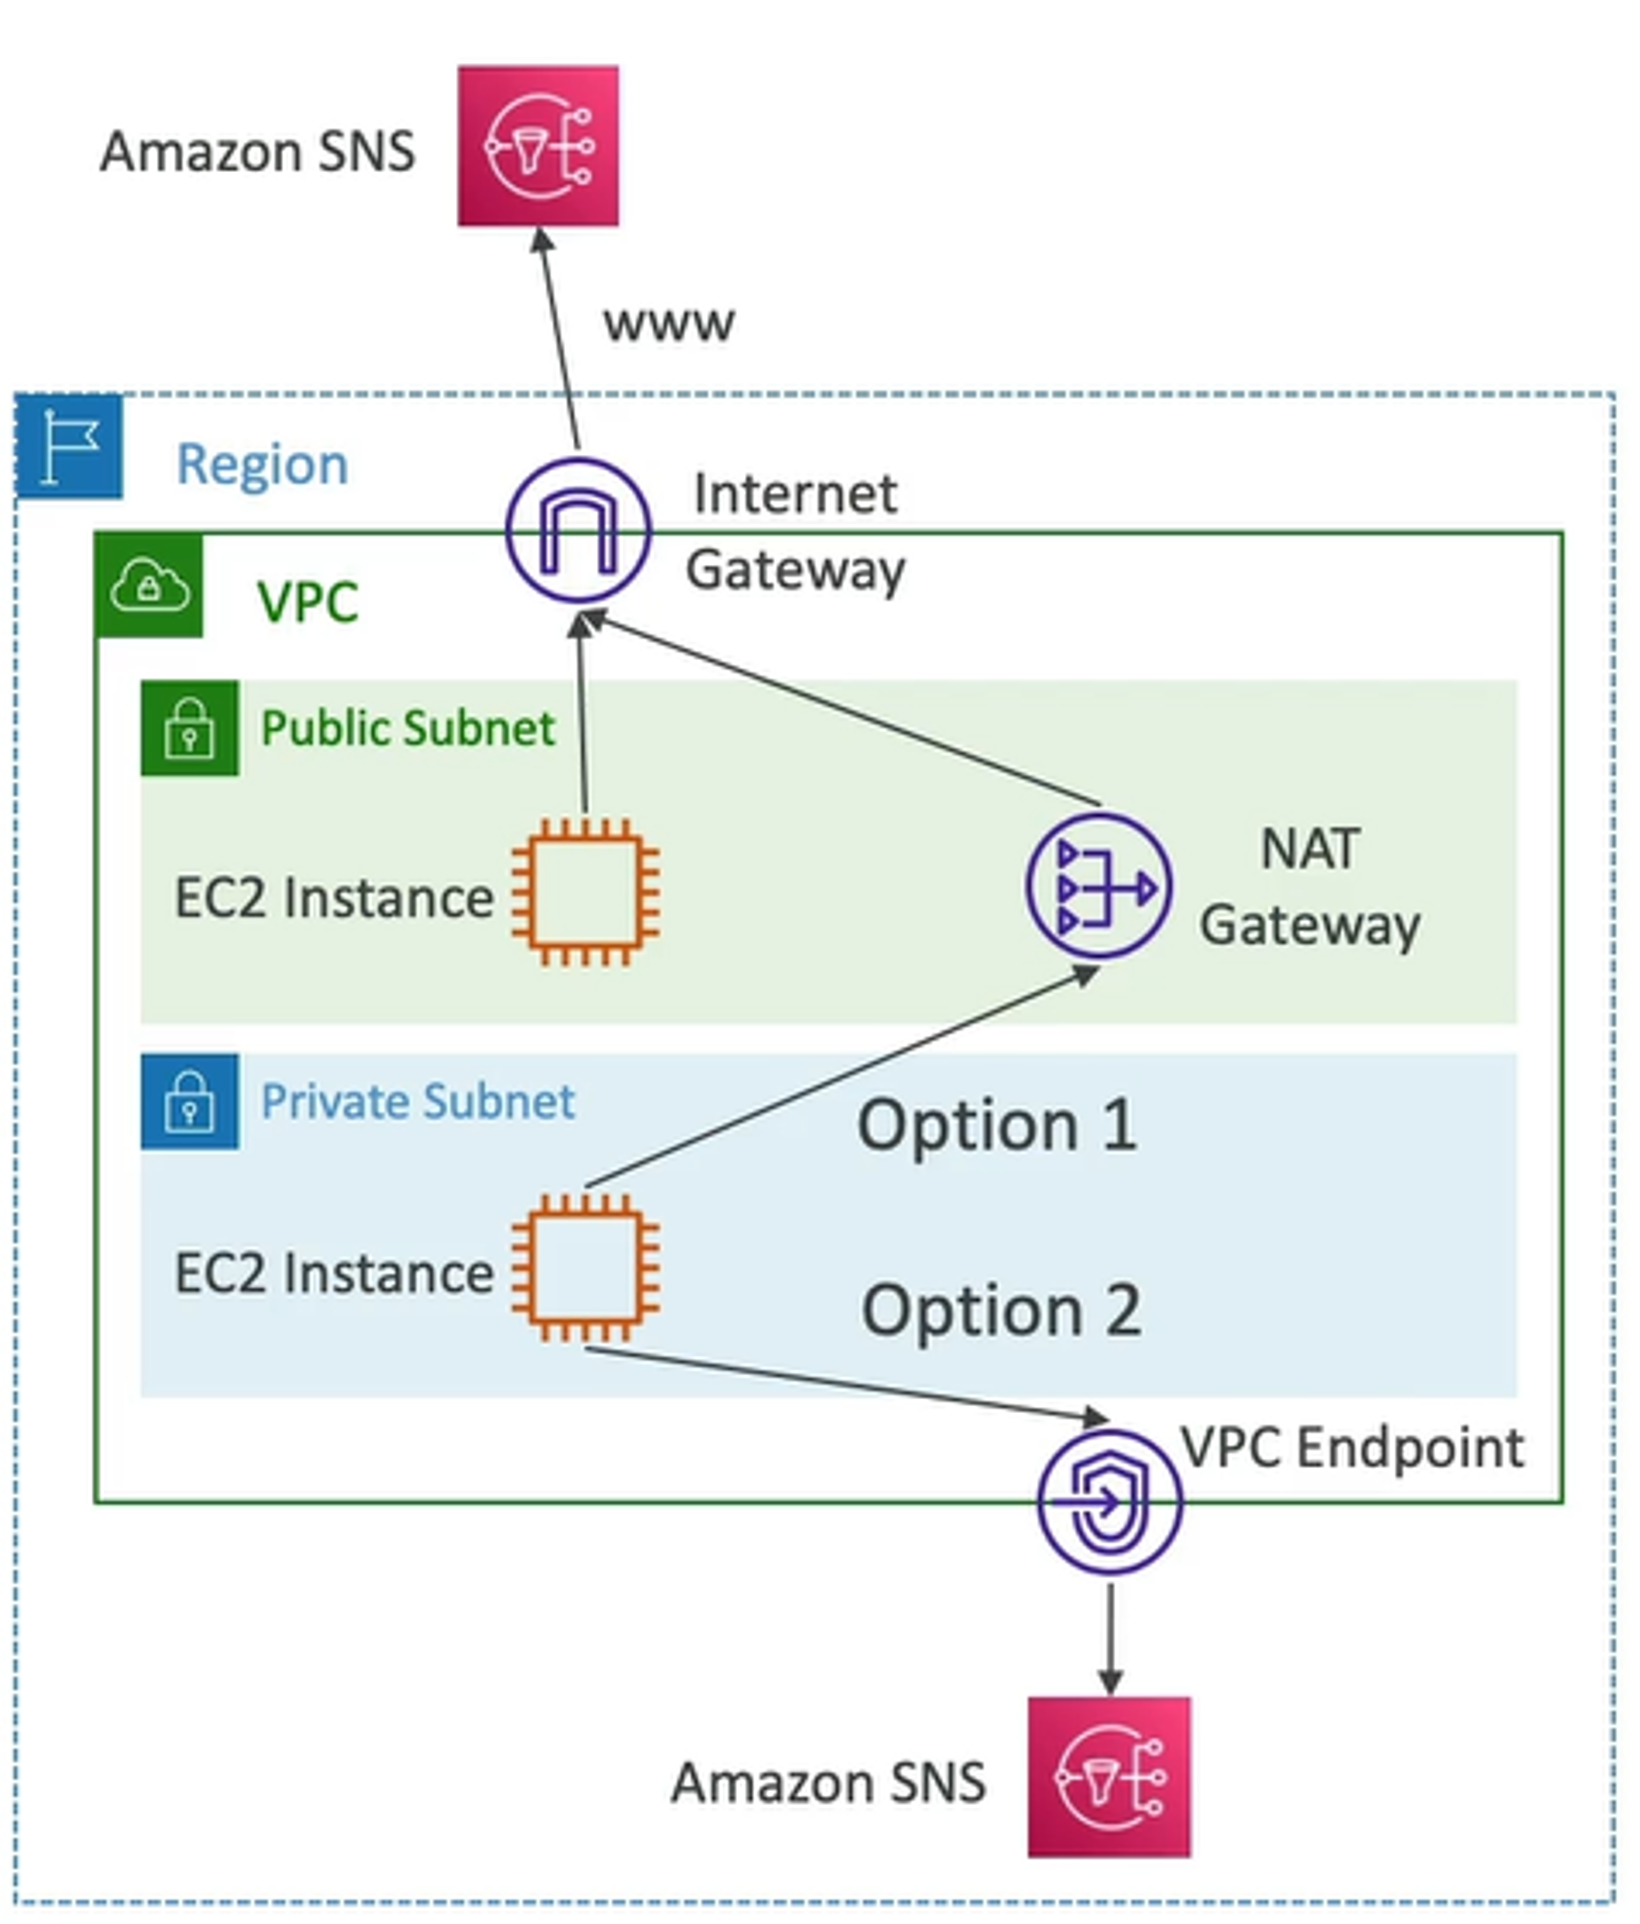 Amazon SNS
www
Region
Internet
Gateway
VPC
Public Subnet
EC2 Instance
NAT
Gateway
Private Subnet
Option 1
EC2 Instance
Option 2
VPC Endpoint
Amazon SNS